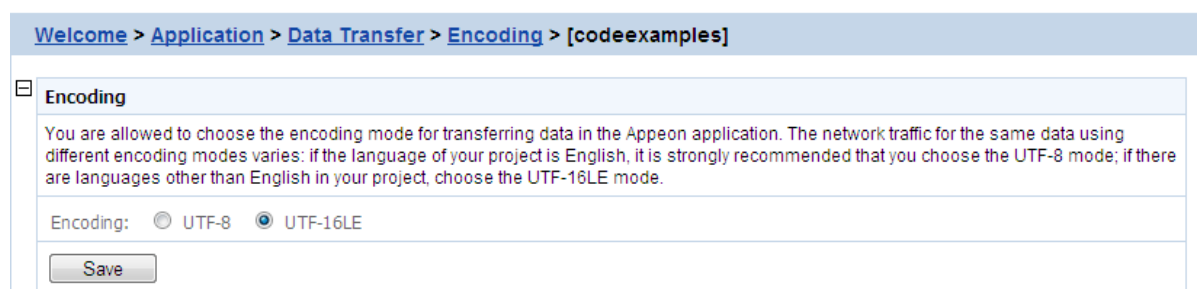 Welcome > Application > Data Transfer > Encoding > [codeexamples]
Encoding
You are allowed to choose the encoding mode for transferring data in the Appeon application. The network traffic for the same data using
different encoding modes varies: if the language of your project is English, it is strongly recommended that you choose the UTF-8 mode; if there
are languages other than English in your project, choose the UTF-16LE mode.
Encoding: UTF-8 UTF-16LE
Save